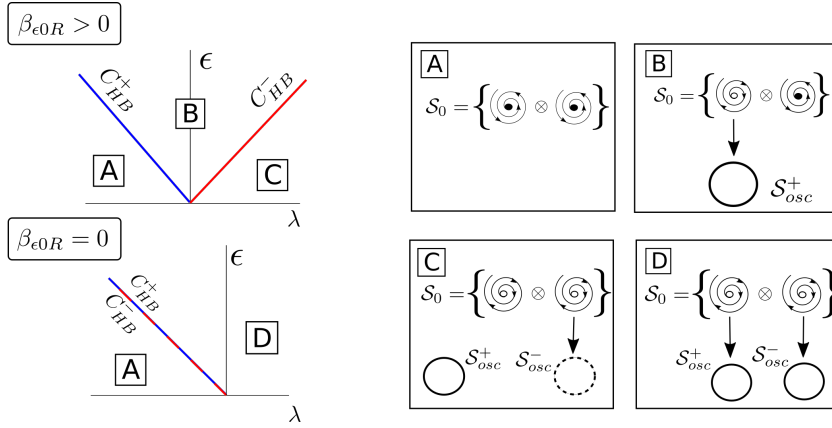 β_{ϵ0R} > 0
ϵ
C^+_{HB}
C^-_{HB}
B
A
C
λ
β_{ϵ0R} = 0
ϵ
C^+_{HB}
C^-_{HB}
D
A
λ
A
S_0 = { ⊗ }
B
S_0 = { ⊗ }
S^+_{osc}
C
S_0 = { ⊗ }
S^+_{osc} S^-_{osc}
D
S_0 = { ⊗ }
S^+_{osc} S^-_{osc}